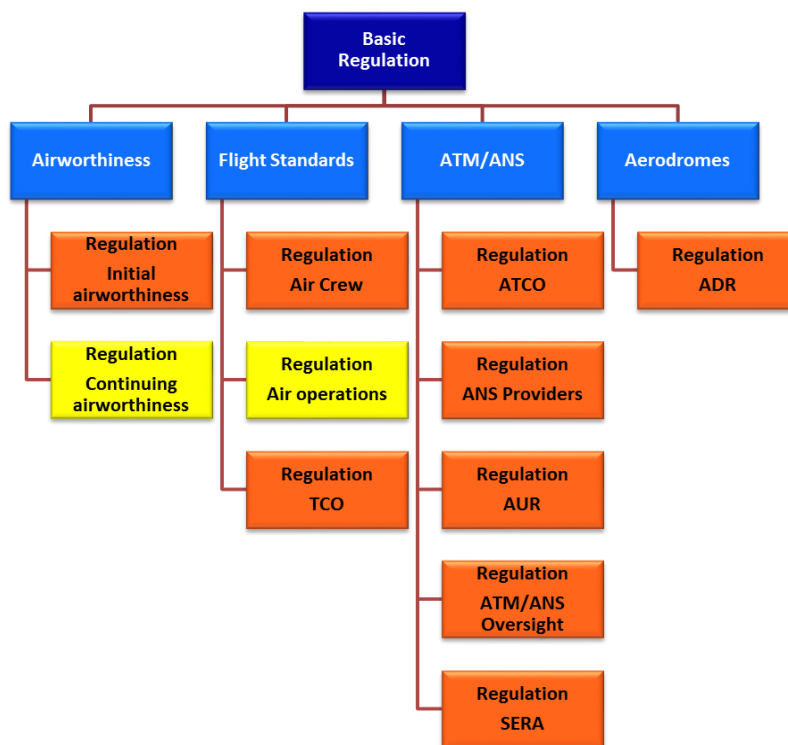 Basic
Regulation
Airworthiness
Flight Standards
ATM/ANS
Aerodromes
Regulation
Initial
airworthiness
Regulation
Air Crew
Regulation
ATCO
Regulation
ADR
Regulation
Continuing
airworthiness
Regulation
Air operations
Regulation
ANS Providers
Regulation
TCO
Regulation
AUR
Regulation
ATM/ANS
Oversight
Regulation
SERA